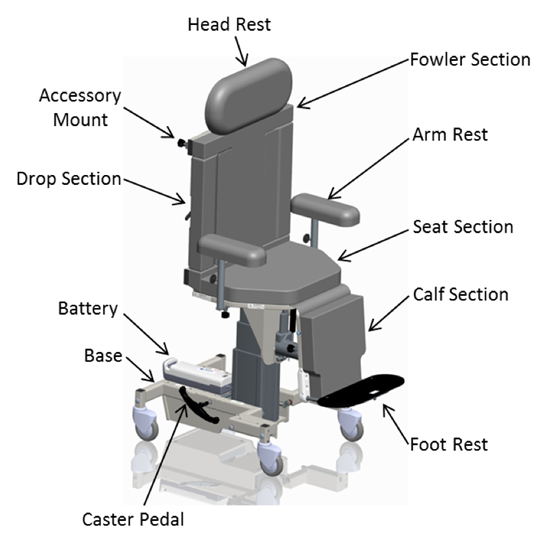 Head Rest
Fowler Section
Accessory
Mount
Arm Rest
Drop Section
Seat Section
Calf Section
Battery
Base
Foot Rest
Caster Pedal